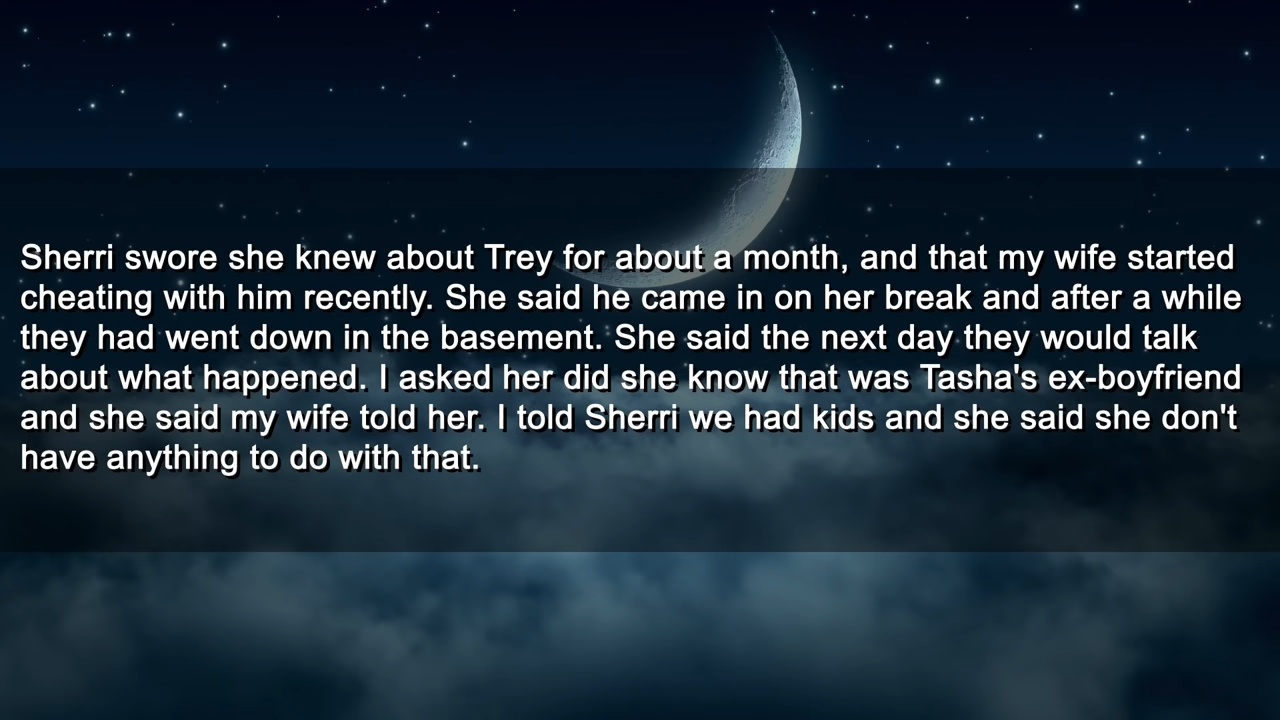 Sherri swore she knew about Trey for about a month, and that my wife started
cheating with him recently. She said he came in on her break and after a while
they had went down in the basement. She said the next day they would talk
about what happened. I asked her did she know that was Tasha's ex-boyfriend
and she said my wife told her. I told Sherri we had kids and she said she don't
have anything to do with that.